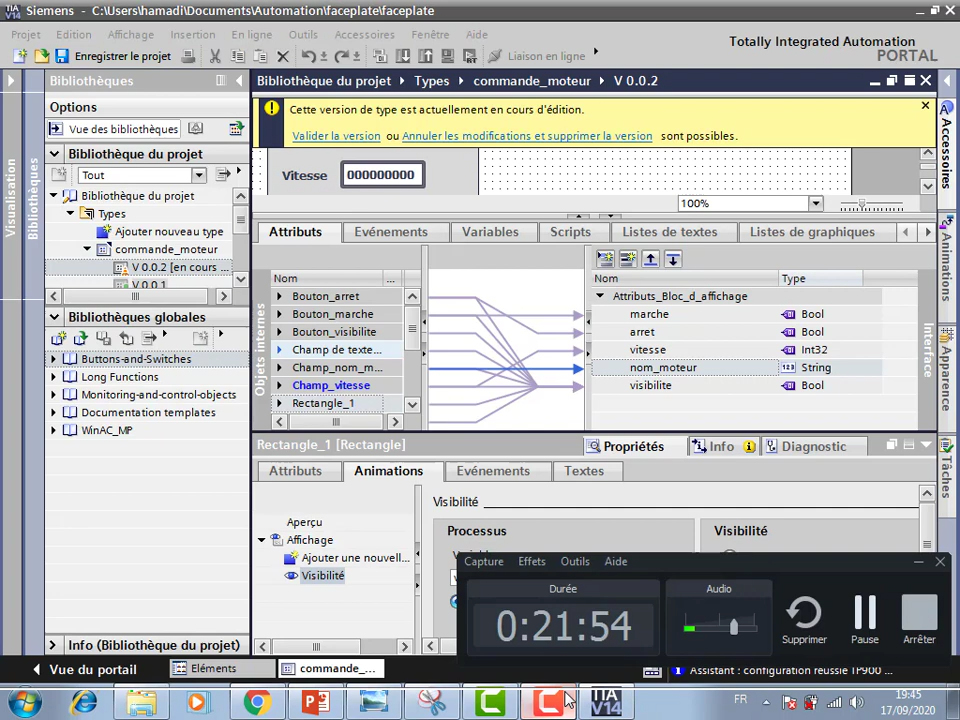 Siemens - C:\Users\hamadi\Documents\Automation\faceplate\faceplate
TIA V14
Projet Edition Affichage Insertion En ligne Outils Accessoires Fenêtre Aide
Enregistrer le projet
Liaison en ligne
Totally Integrated Automation
PORTAL
Bibliothèques
Bibliothèque du projet Types commande_moteur V 0.0.2
Options
Cette version de type est actuellement en cours d'édition.
Vue des bibliothèques
Valider la version ou Annuler les modifications et supprimer la version sont possibles.
Bibliothèque du projet
Tout
Vitesse 000000000
Bibliothèque du projet
Types
Ajouter nouveau type
commande_moteur
V 0.0.2 [en cours ...
V 0.0.1
100%
Attributs Evénements Variables Scripts Listes de textes Listes de graphiques
Nom ...
Bouton_arret
Bouton_marche
Bouton_visibilite
Champ de texte...
Champ_nom_m...
Champ_vitesse
Rectangle_1
Objets internes
Nom Type
Attributs_Bloc_d_affichage
marche Bool
arret Bool
vitesse Int32
nom_moteur String
visibilite Bool
Interface
Bibliothèques globales
Buttons-and-Switches
Long Functions
Monitoring-and-control-objects
Documentation templates
WinAC_MP
Rectangle_1 [Rectangle]
Propriétés Info Diagnostic
Attributs Animations Evénements Textes
Visibilité
Aperçu
Affichage
Ajouter une nouvell...
Visibilité
Processus
Visibilité
Capture Effets Outils Aide
Durée
0:21:54
Audio
Supprimer
Pause
Arrêter
Info (Bibliothèque du projet)
Vue du portail Eléments commande_...
Assistant : configuration réussie TP900 ...
Visualisation
Bibliothèques
Accessoires
Animations
Apparence
Tâches
TIA V14
FR
19:45
17/09/2020